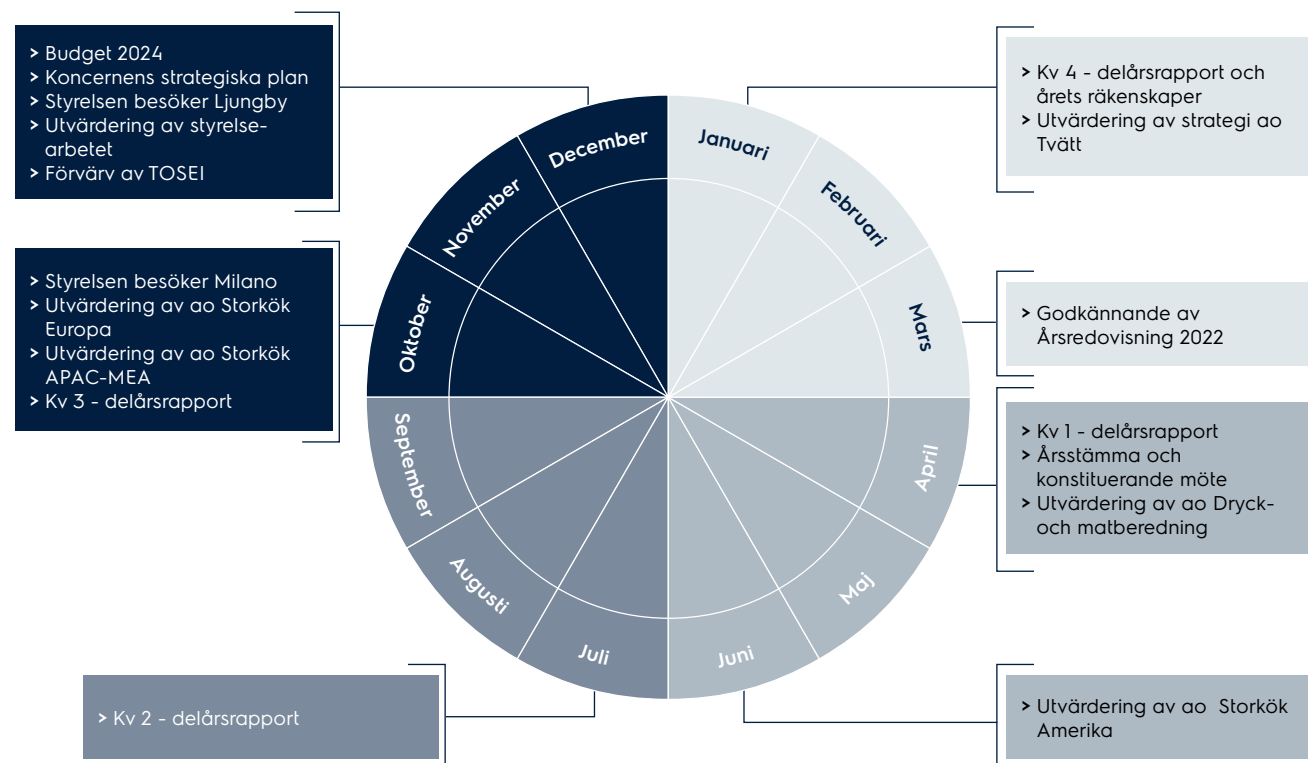 > Budget 2024
> Koncernens strategiska plan
> Styrelsen besöker Ljungby
> Utvärdering av styrelse-
arbetet
> Förvärv av TOSEI
> Styrelsen besöker Milano
> Utvärdering av ao Storkök
Europa
> Utvärdering av ao Storkök
APAC-MEA
> Kv 3 - delårsrapport
> Kv 2 - delårsrapport
Januari
Februari
Mars
April
Maj
Juni
Juli
Augusti
September
Oktober
November
December
> Kv 4 - delårsrapport och
årets räkenskaper
> Utvärdering av strategi ao
Tvätt
> Godkännande av
Årsredovisning 2022
> Kv 1 - delårsrapport
> Årsstämma och
konstituerande möte
> Utvärdering av ao Dryck-
och matberedning
> Utvärdering av ao Storkök
Amerika